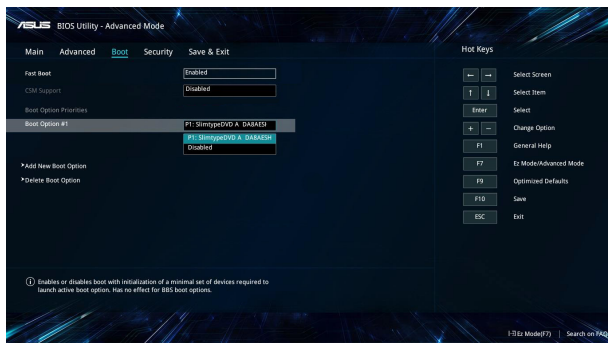 ASUS BIOS Utility - Advanced Mode
Main Advanced Boot Security Save & Exit
Hot Keys
Fast Boot Enabled
CSM Support Disabled
Boot Option Priorities
Boot Option #1 P1: SlimtypeDVD A DA8AESH
P1: SlimtypeDVD A DA8AESH
Disabled
Add New Boot Option
Delete Boot Option
← → Select Screen
↑ ↓ Select Item
Enter Select
+ − Change Option
F1 General Help
F7 Ez Mode/Advanced Mode
F9 Optimized Defaults
F10 Save
ESC Exit
Enables or disables boot with initialization of a minimal set of devices required to
launch active boot option. Has no effect for BBS boot options.
Ez Mode(F7) | Search on FAQ